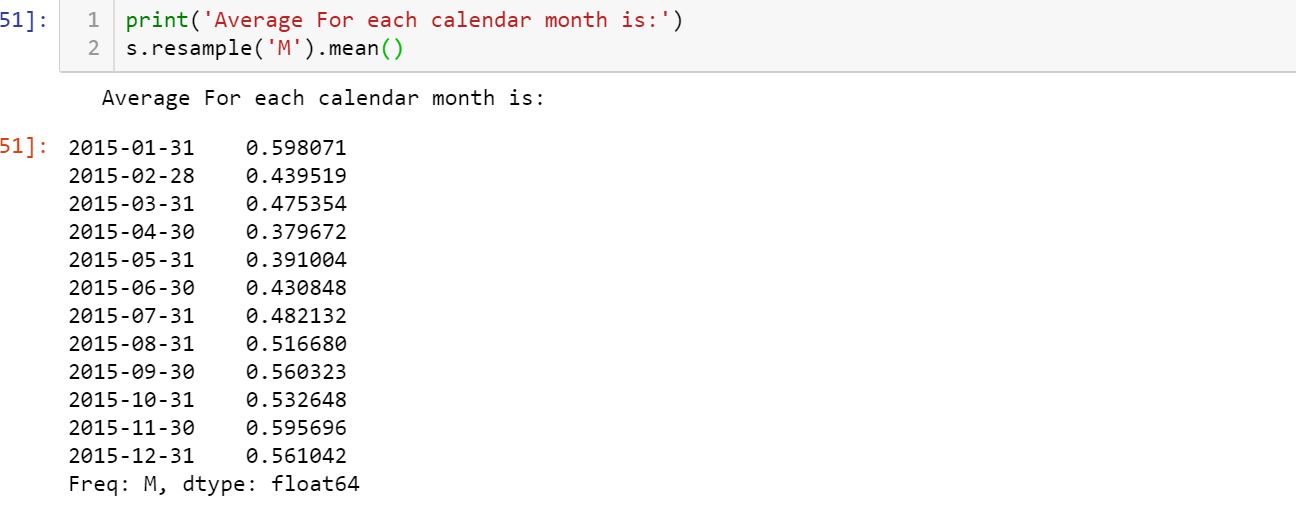 51]: 1 print('Average For each calendar month is:')
2 s.resample('M').mean()
Average For each calendar month is:
51]: 2015-01-31 0.598071
2015-02-28 0.439519
2015-03-31 0.475354
2015-04-30 0.379672
2015-05-31 0.391004
2015-06-30 0.430848
2015-07-31 0.482132
2015-08-31 0.516680
2015-09-30 0.560323
2015-10-31 0.532648
2015-11-30 0.595696
2015-12-31 0.561042
Freq: M, dtype: float64